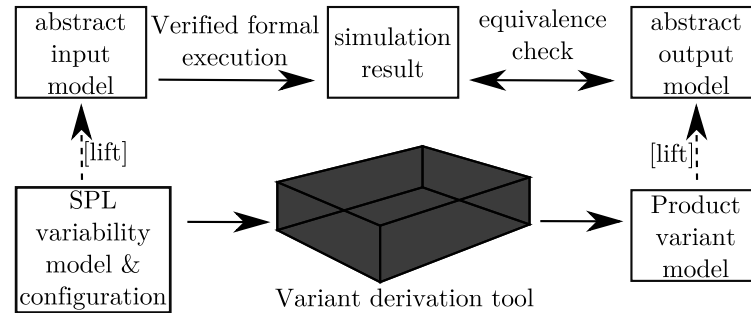 abstract
input
model
Verified formal
execution
simulation
result
equivalence
check
abstract
output
model
[lift]
[lift]
SPL
variability
model &
configuration
Variant derivation tool
Product
variant
model